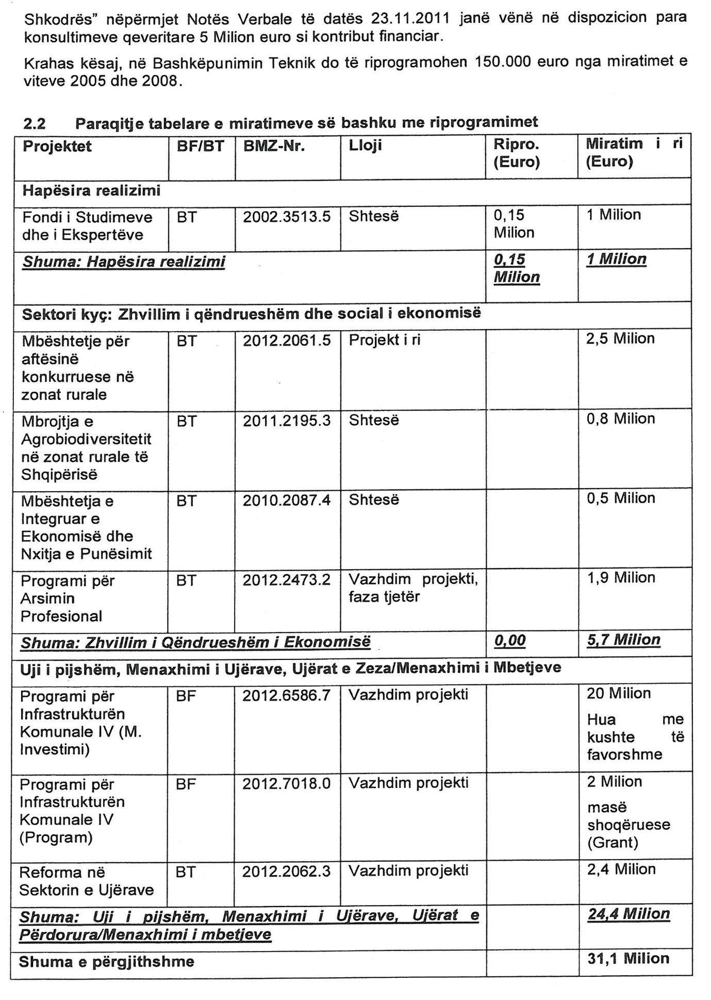 Shkodrës” nëpërmjet Notës Verbale të datës 23.11.2011 janë vënë në dispozicion para
konsultimeve qeveritare 5 Milion euro si kontribut financiar.
Krahas kësaj, në Bashkëpunimin Teknik do të riprogramohen 150.000 euro nga miratimet e
viteve 2005 dhe 2008.
2.2 Paraqitje tabelare e miratimeve së bashku me riprogramimet
Projektet BF/BT BMZ-Nr. Lloji Ripro. (Euro) Miratim i ri (Euro)
Hapësira realizimi
Fondi i Studimeve BT 2002.3513.5 Shtesë 0,15 1 Milion
dhe i Ekspertëve Milion
Shuma: Hapësira realizimi 0,15 1 Milion
Milion
Sektori kyç: Zhvillim i qëndrueshëm dhe social i ekonomisë
Mbështetje për BT 2012.2061.5 Projekt i ri 2,5 Milion
aftësinë
konkurruese në
zonat rurale
Mbrojtja e BT 2011.2195.3 Shtesë 0,8 Milion
Agrobiodiversitetit
në zonat rurale të
Shqipërisë
Mbështetja e BT 2010.2087.4 Shtesë 0,5 Milion
Integruar e
Ekonomisë dhe
Nxitja e Punësimit
Programi për BT 2012.2473.2 Vazhdim projekti, 1,9 Milion
Arsimin faza tjetër
Profesional
Shuma: Zhvillim i Qëndrueshëm i Ekonomisë 0,00 5,7 Milion
Uji i pijshëm, Menaxhimi i Ujërave, Ujërat e Zeza/Menaxhimi i Mbetjeve
Programi për BF 2012.6586.7 Vazhdim projekti 20 Milion
Infrastrukturën Hua me
Komunale IV (M. kushte të
Investimi) favorshme
Programi për BF 2012.7018.0 Vazhdim projekti 2 Milion
Infrastrukturën masë
Komunale IV shoqëruese
(Program) (Grant)
Reforma në BT 2012.2062.3 Vazhdim projekti 2,4 Milion
Sektorin e Ujërave
Shuma: Uji i pijshëm, Menaxhimi i Ujërave, Ujërat e 24,4 Milion
Përdorura/Menaxhimi i mbetjeve
Shuma e përgjithshme 31,1 Milion